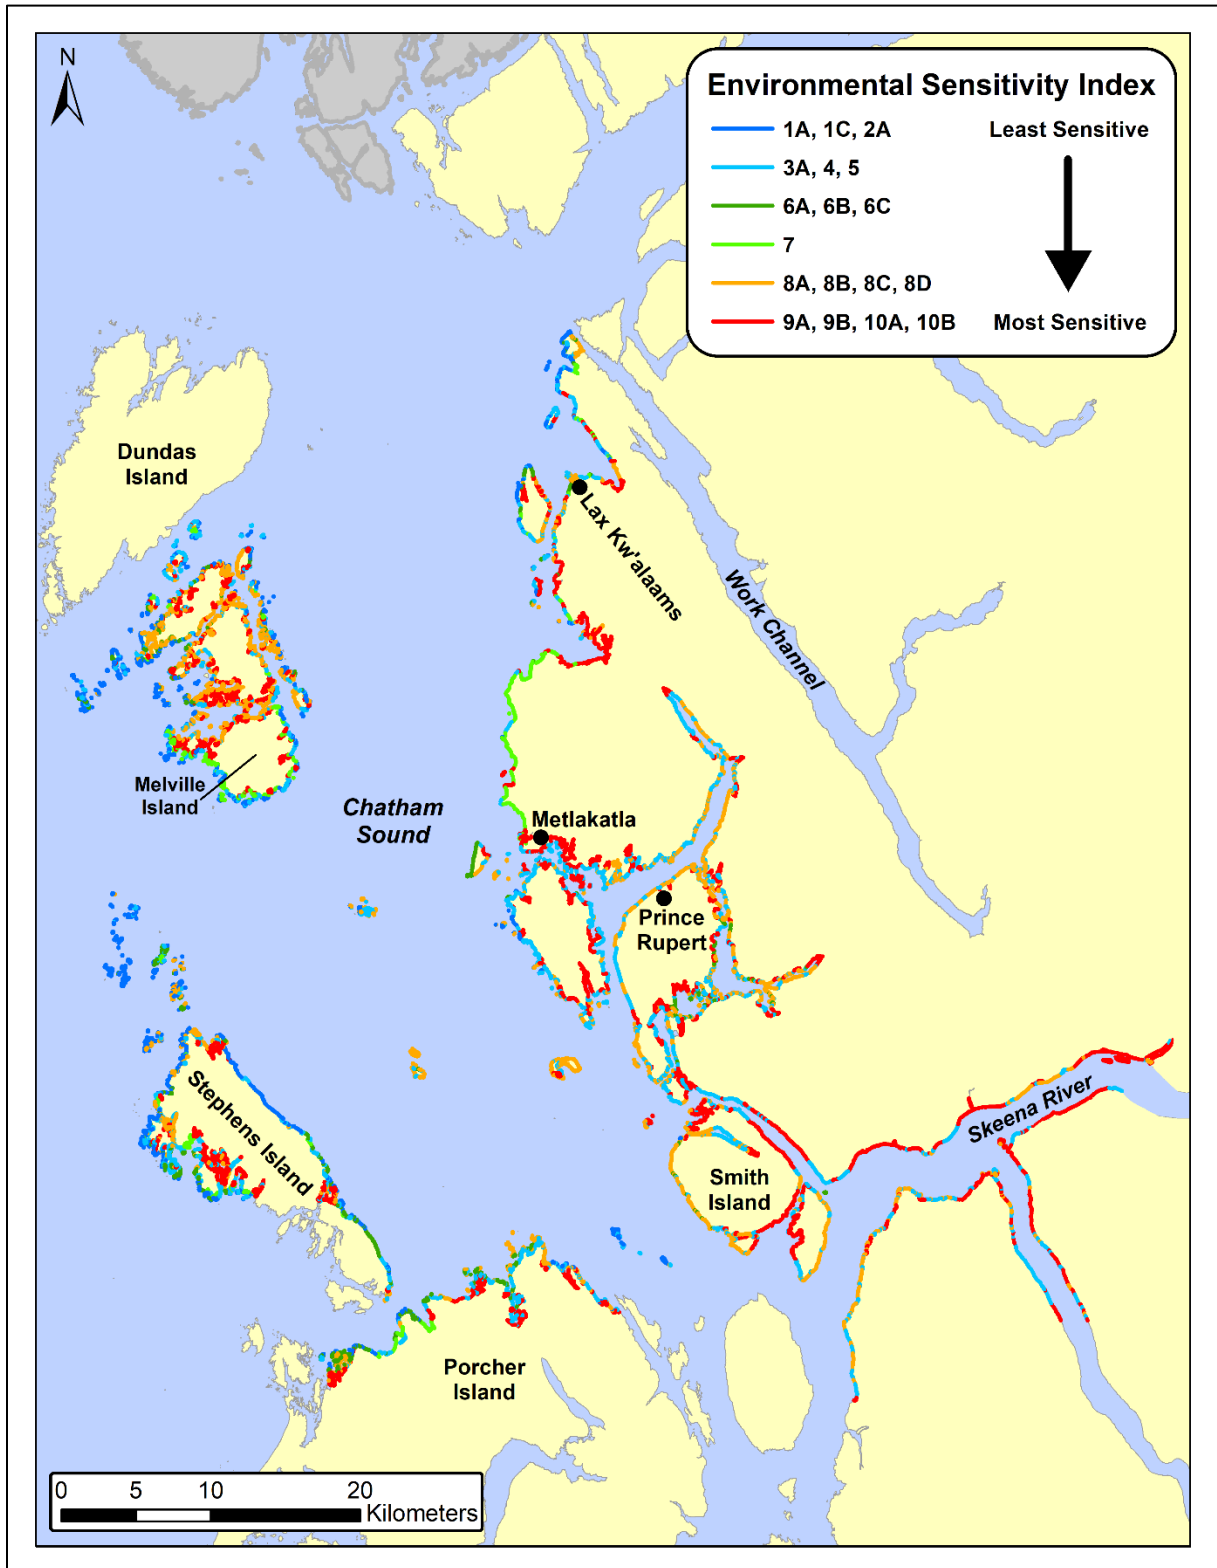 N
Environmental Sensitivity Index
1A, 1C, 2A
Least Sensitive
3A, 4, 5
6A, 6B, 6C
7
8A, 8B, 8C, 8D
9A, 9B, 10A, 10B
Most Sensitive
Dundas
Island
Lax Kw'alaams
Work Channel
Melville
Island
Chatham
Sound
Metlakatla
Prince
Rupert
Stephens Island
Skeena River
Smith
Island
Porcher
Island
0 5 10 20
Kilometers